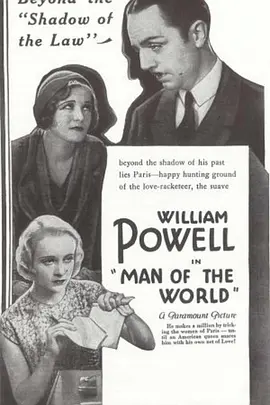 Beyond the
"Shadow of
the Law"
beyond the shadow of his past
lies Paris—happy hunting ground
of the love-racketeer, the suave
WILLIAM
POWELL
IN
"MAN OF THE
WORLD"
A Paramount Picture
He makes a million by trick-
ing the women of Paris — un-
til an American queen snares
him with his own net of Love!